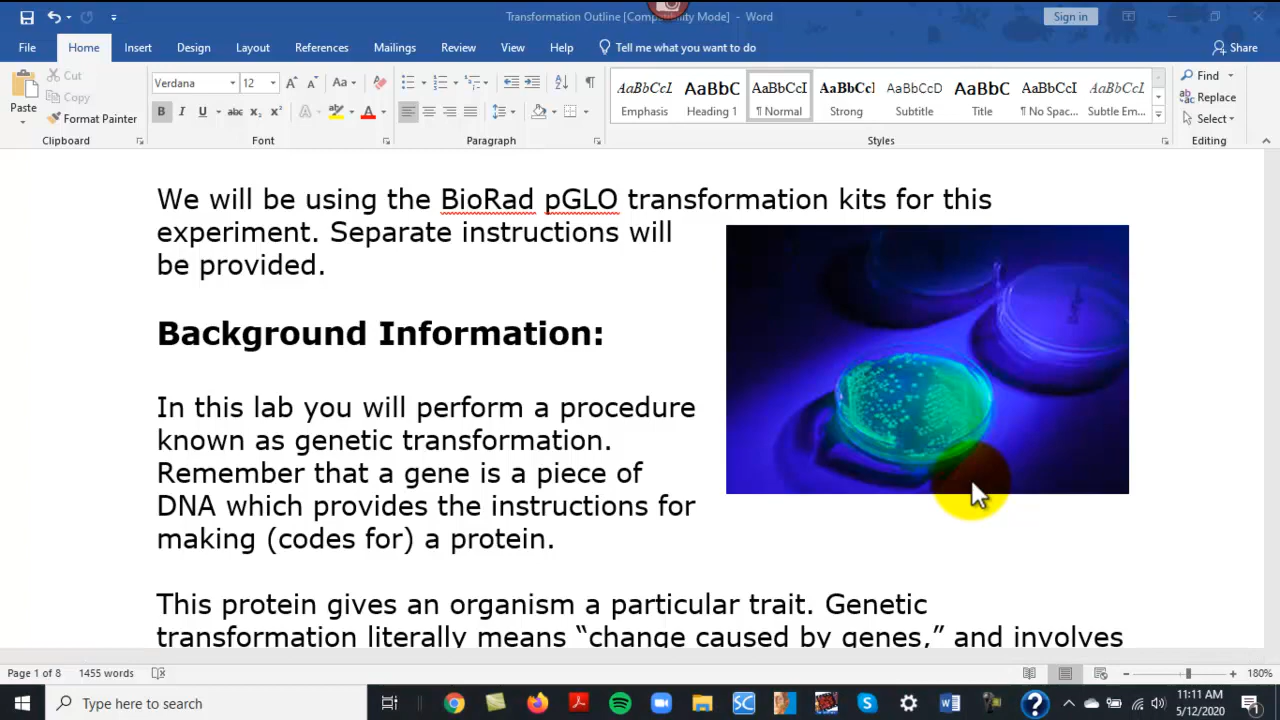 Transformation Outline [Compatibility Mode] - Word
Sign in
File Home Insert Design Layout References Mailings Review View Help Tell me what you want to do Share
Paste
Cut
Copy
Format Painter
Clipboard
Verdana 12
Font
Paragraph
AaBbCcI AaBbC AaBbCcI AaBbCcI AaBbCcD AaBbC AaBbCcI AaBbCcI
Emphasis Heading 1 ¶ Normal Strong Subtitle Title ¶ No Spac... Subtle Em...
Styles
Find
Replace
Select
Editing
We will be using the BioRad pGLO transformation kits for this
experiment. Separate instructions will
be provided.
Background Information:
In this lab you will perform a procedure
known as genetic transformation.
Remember that a gene is a piece of
DNA which provides the instructions for
making (codes for) a protein.
This protein gives an organism a particular trait. Genetic
transformation literally means “change caused by genes,” and involves
Page 1 of 8 1455 words 180%
Type here to search
11:11 AM
5/12/2020